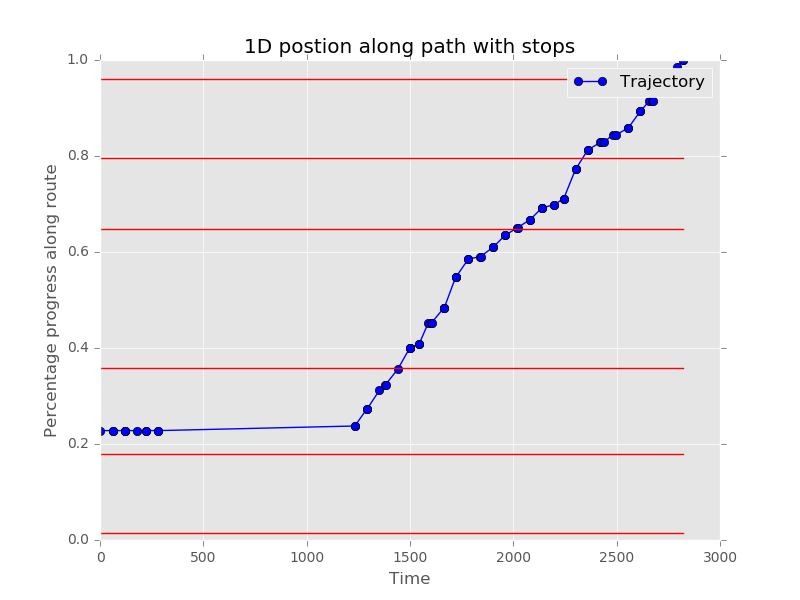 1D postion along path with stops
Trajectory
Percentage progress along route
1.0
0.8
0.6
0.4
0.2
0.0
0 500 1000 1500 2000 2500 3000
Time